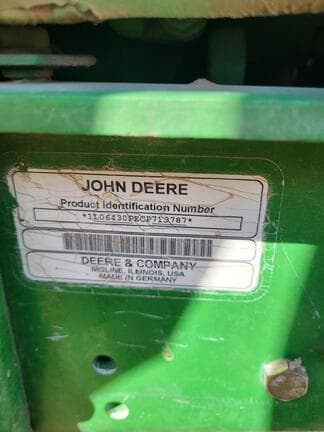 JOHN DEERE
Product Identification Number
*1L06430PECP713787*
DEERE & COMPANY
MOLINE, ILLINOIS, USA
MADE IN GERMANY